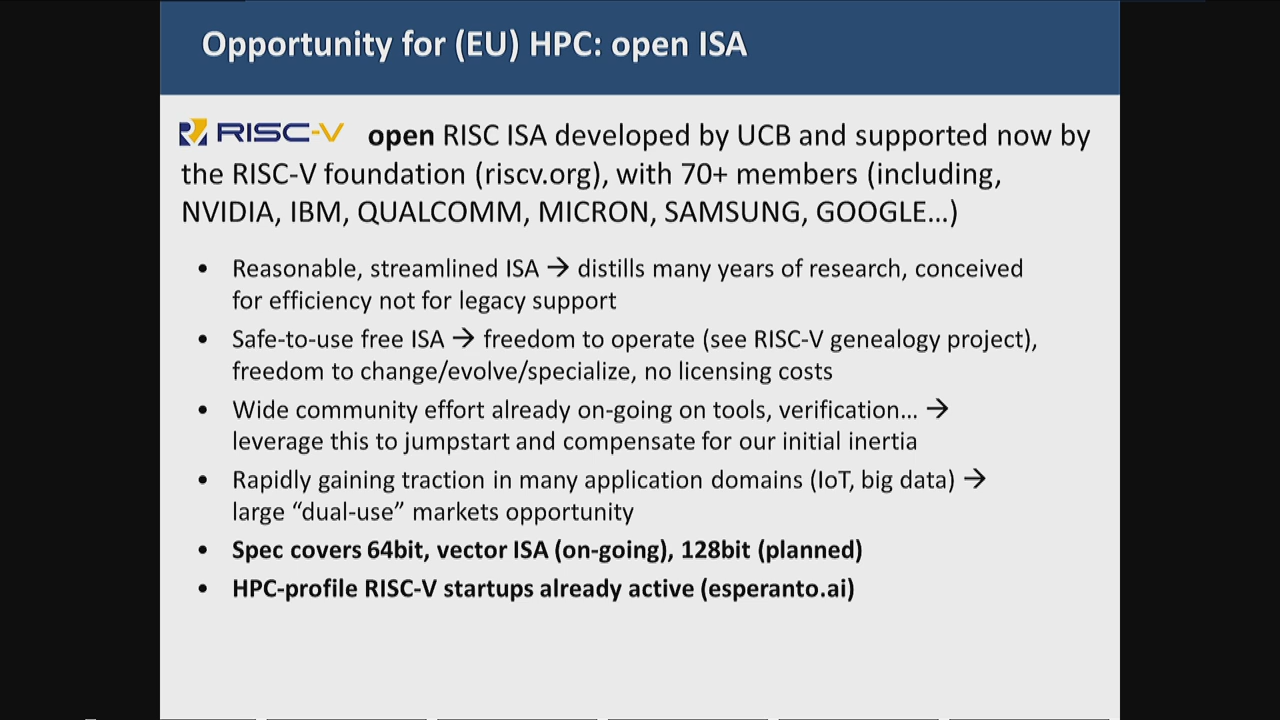 Opportunity for (EU) HPC: open ISA
RISC-V open RISC ISA developed by UCB and supported now by
the RISC-V foundation (riscv.org), with 70+ members (including,
NVIDIA, IBM, QUALCOMM, MICRON, SAMSUNG, GOOGLE…)
• Reasonable, streamlined ISA → distills many years of research, conceived
for efficiency not for legacy support
• Safe-to-use free ISA → freedom to operate (see RISC-V genealogy project),
freedom to change/evolve/specialize, no licensing costs
• Wide community effort already on-going on tools, verification… →
leverage this to jumpstart and compensate for our initial inertia
• Rapidly gaining traction in many application domains (IoT, big data) →
large “dual-use” markets opportunity
• Spec covers 64bit, vector ISA (on-going), 128bit (planned)
• HPC-profile RISC-V startups already active (esperanto.ai)